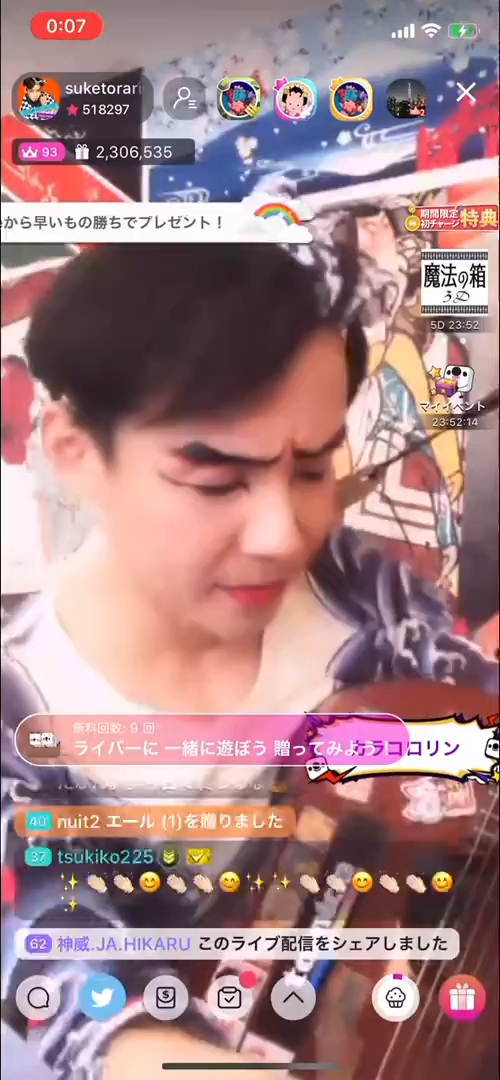 0:07
suketorari
518297
93
2,306,535
eから早いもの勝ちでプレゼント！
期間限定
初チャージ
特典
魔法の箱
3D
5D 23:52
マイイベント
23:52:14
無料回数: 9 回
ライバーに 一緒に遊ぼう 贈ってみよう！
カラコロリン
40 nuit2 エール (1)を贈りました
37 tsukiko225
62 神威.JA.HIKARU このライブ配信をシェアしました